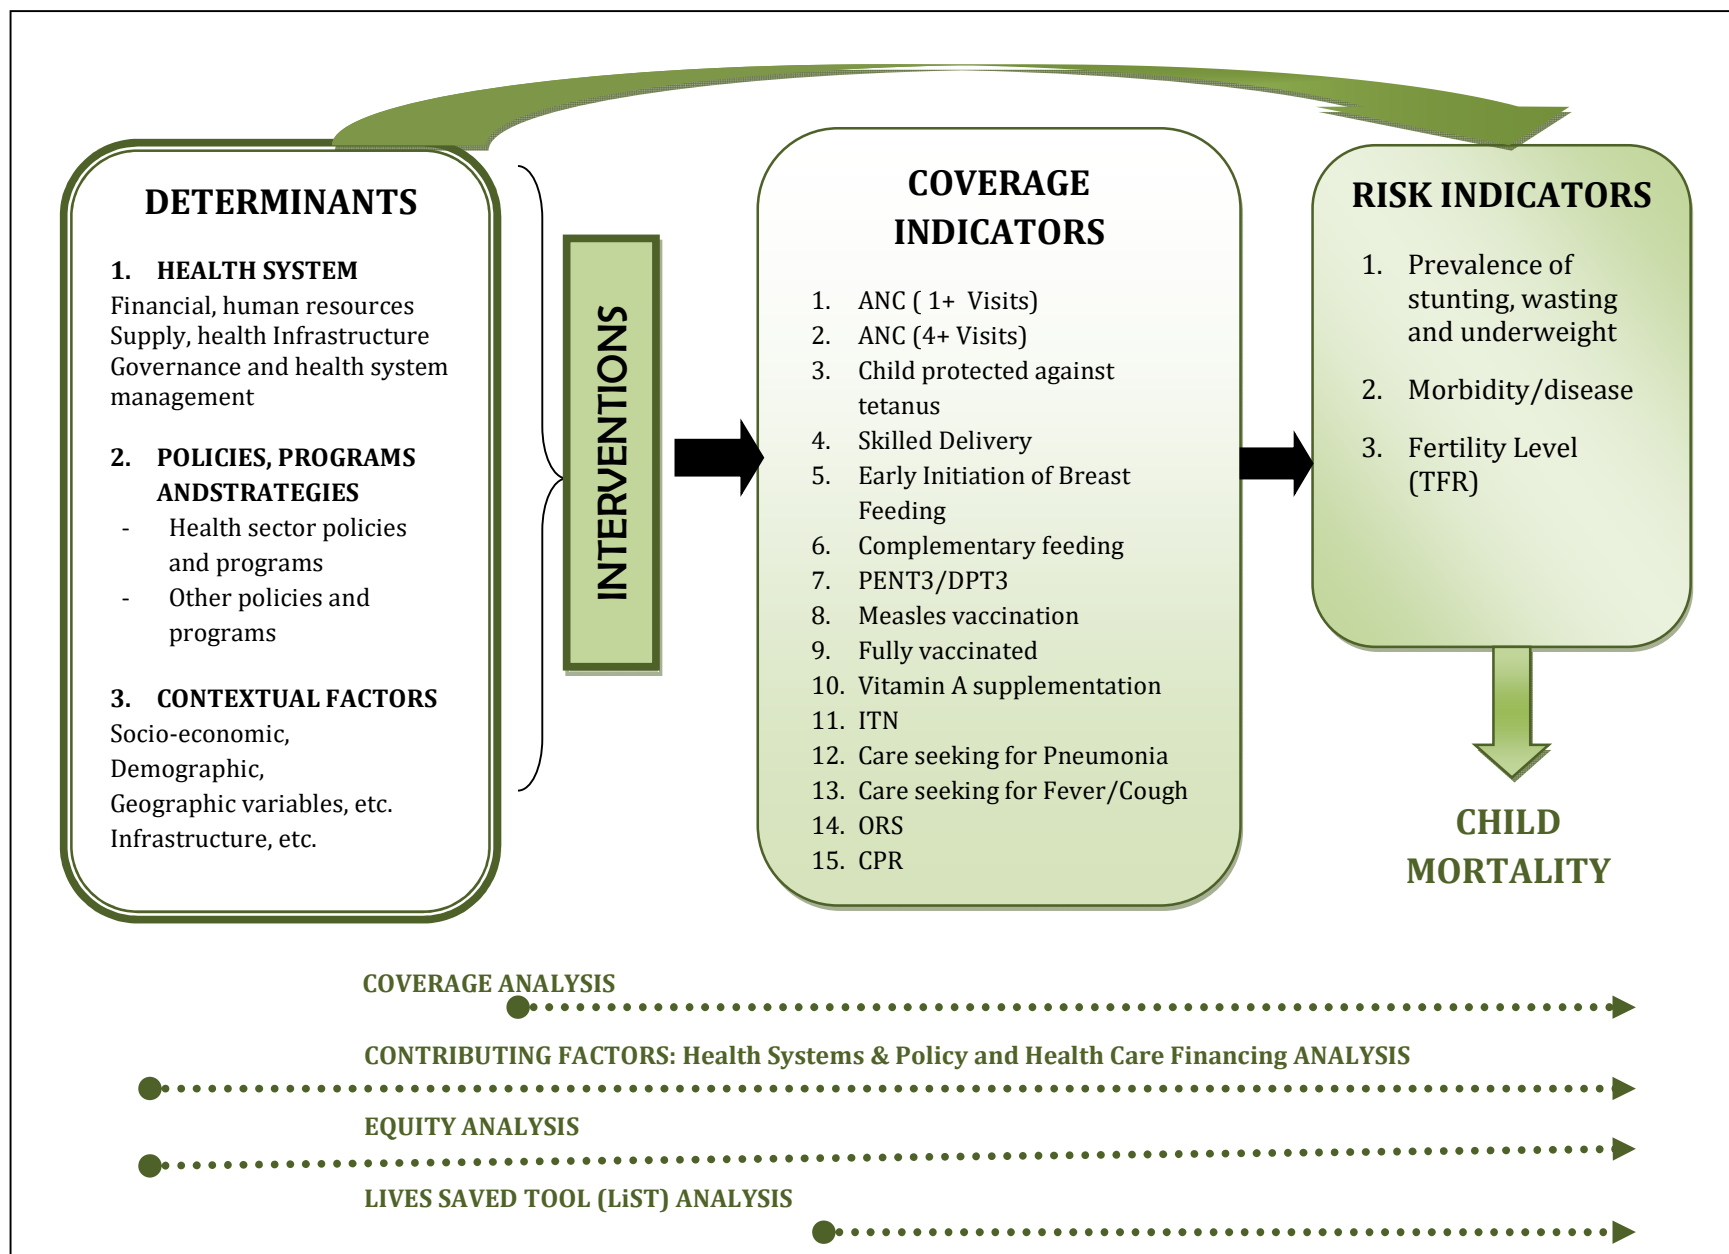 DETERMINANTS
1. HEALTH SYSTEM
Financial, human resources
Supply, health Infrastructure
Governance and health system
management
2. POLICIES, PROGRAMS
ANDSTRATEGIES
- Health sector policies
and programs
- Other policies and
programs
3. CONTEXTUAL FACTORS
Socio-economic,
Demographic,
Geographic variables, etc.
Infrastructure, etc.
INTERVENTIONS
COVERAGE
INDICATORS
1. ANC ( 1+ Visits)
2. ANC (4+ Visits)
3. Child protected against
tetanus
4. Skilled Delivery
5. Early Initiation of Breast
Feeding
6. Complementary feeding
7. PENT3/DPT3
8. Measles vaccination
9. Fully vaccinated
10. Vitamin A supplementation
11. ITN
12. Care seeking for Pneumonia
13. Care seeking for Fever/Cough
14. ORS
15. CPR
RISK INDICATORS
1. Prevalence of
stunting, wasting
and underweight
2. Morbidity/disease
3. Fertility Level
(TFR)
CHILD
MORTALITY
COVERAGE ANALYSIS
CONTRIBUTING FACTORS: Health Systems & Policy and Health Care Financing ANALYSIS
EQUITY ANALYSIS
LIVES SAVED TOOL (LiST) ANALYSIS